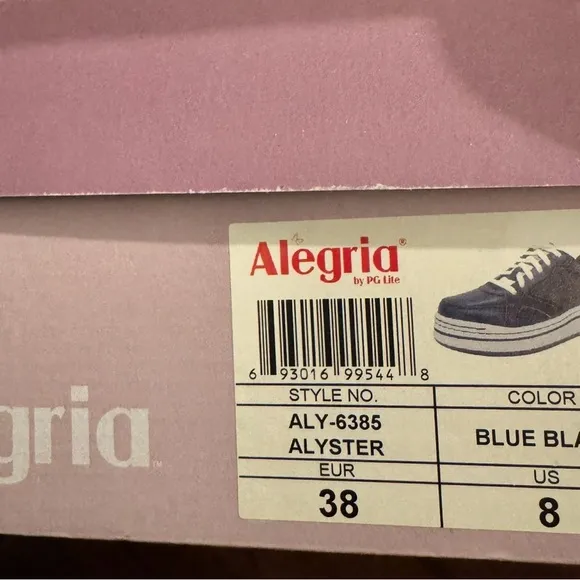 Alegria®
by PG Lite
6 93016 99544 8
STYLE NO.
COLOR
ALY-6385
ALYSTER
BLUE BLA
EUR
US
38
8
gria™